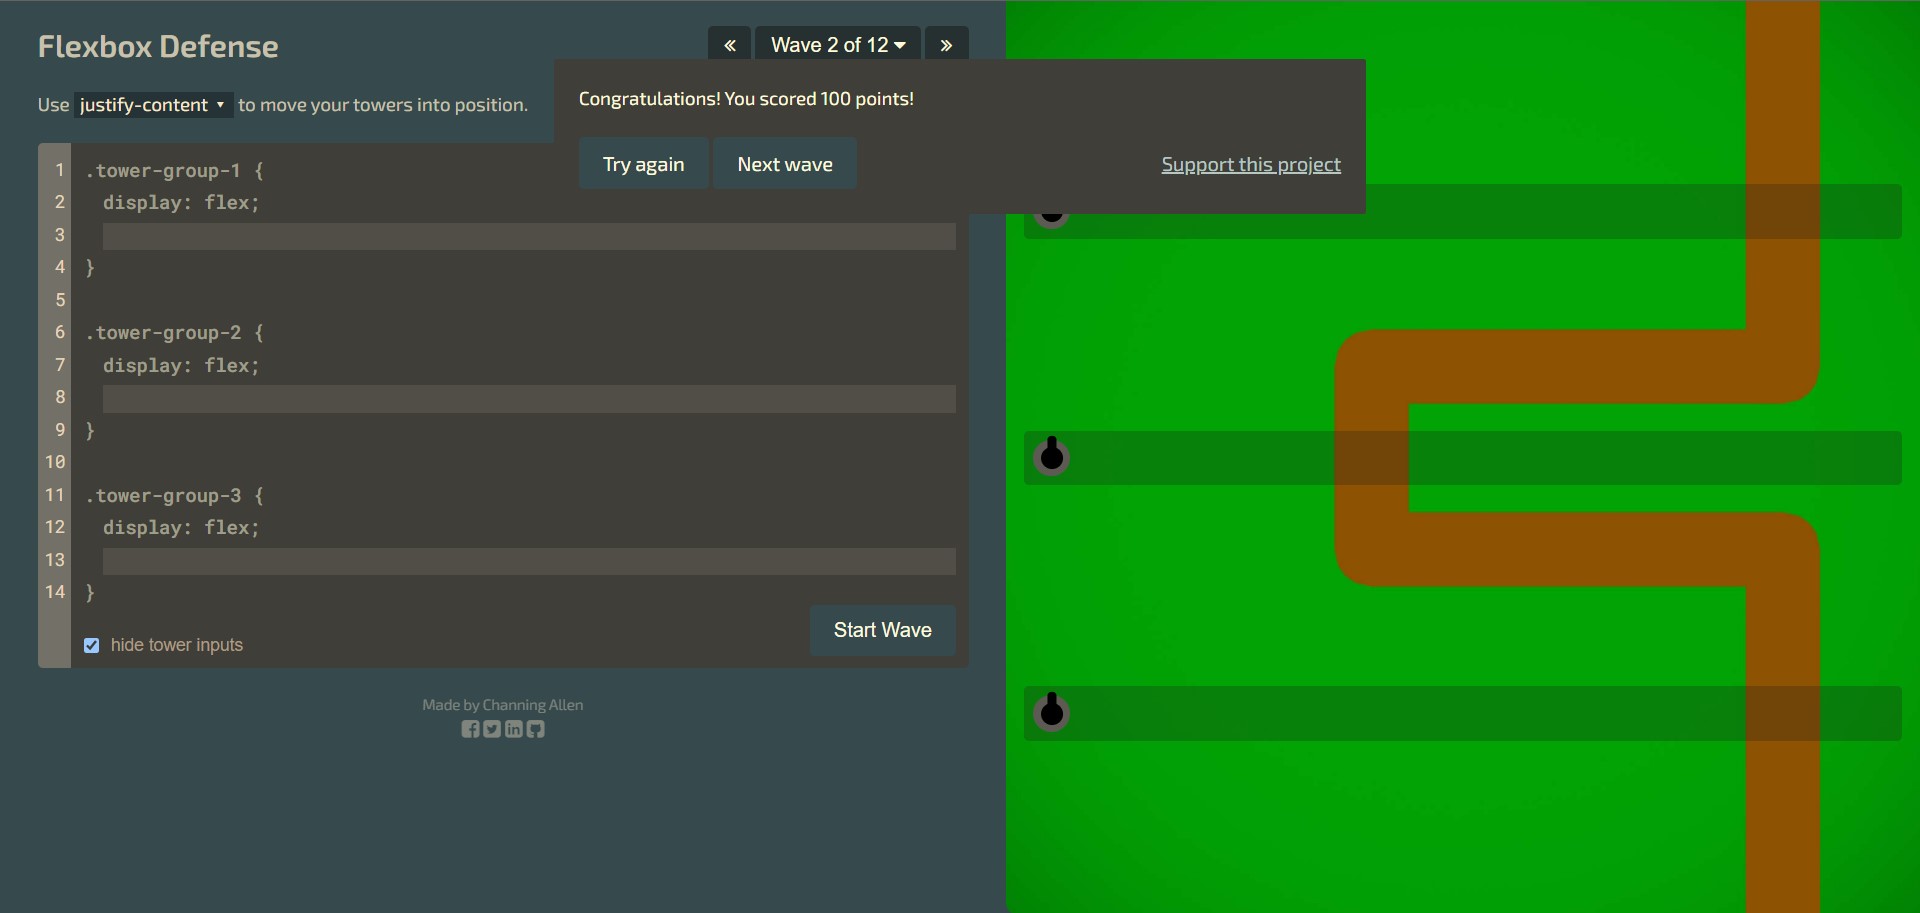 Flexbox Defense
« Wave 2 of 12 »
Use justify-content to move your towers into position.
Congratulations! You scored 100 points!
Try again Next wave Support this project
1 .tower-group-1 {
2 display: flex;
3
4 }
5
6 .tower-group-2 {
7 display: flex;
8
9 }
10
11 .tower-group-3 {
12 display: flex;
13
14 }
Start Wave
hide tower inputs
Made by Channing Allen